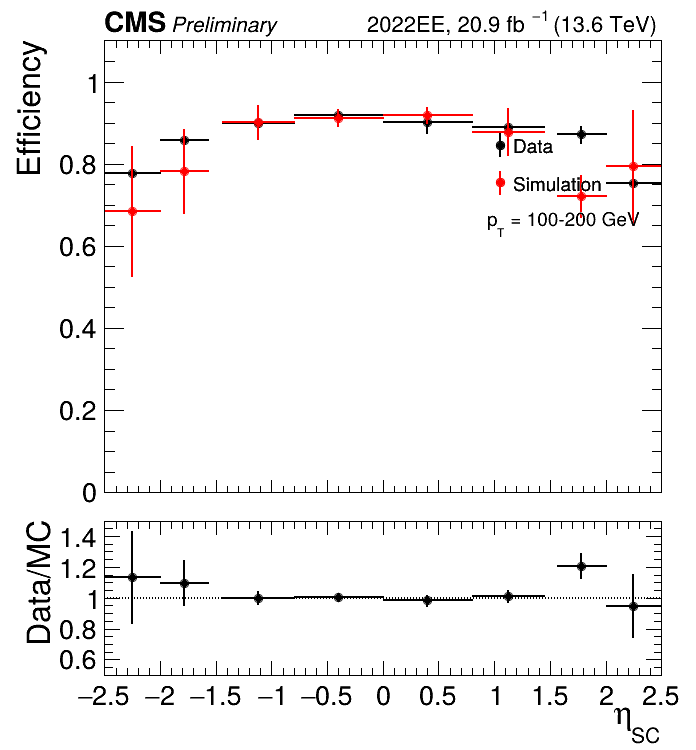 CMS Preliminary 2022EE, 20.9 fb⁻¹ (13.6 TeV)
Efficiency
1
0.8
0.6
0.4
0.2
0
Data
Simulation
pT = 100-200 GeV
Data/MC
1.4
1.2
1
0.8
0.6
−2.5 −2 −1.5 −1 −0.5 0 0.5 1 1.5 2 2.5
ηSC